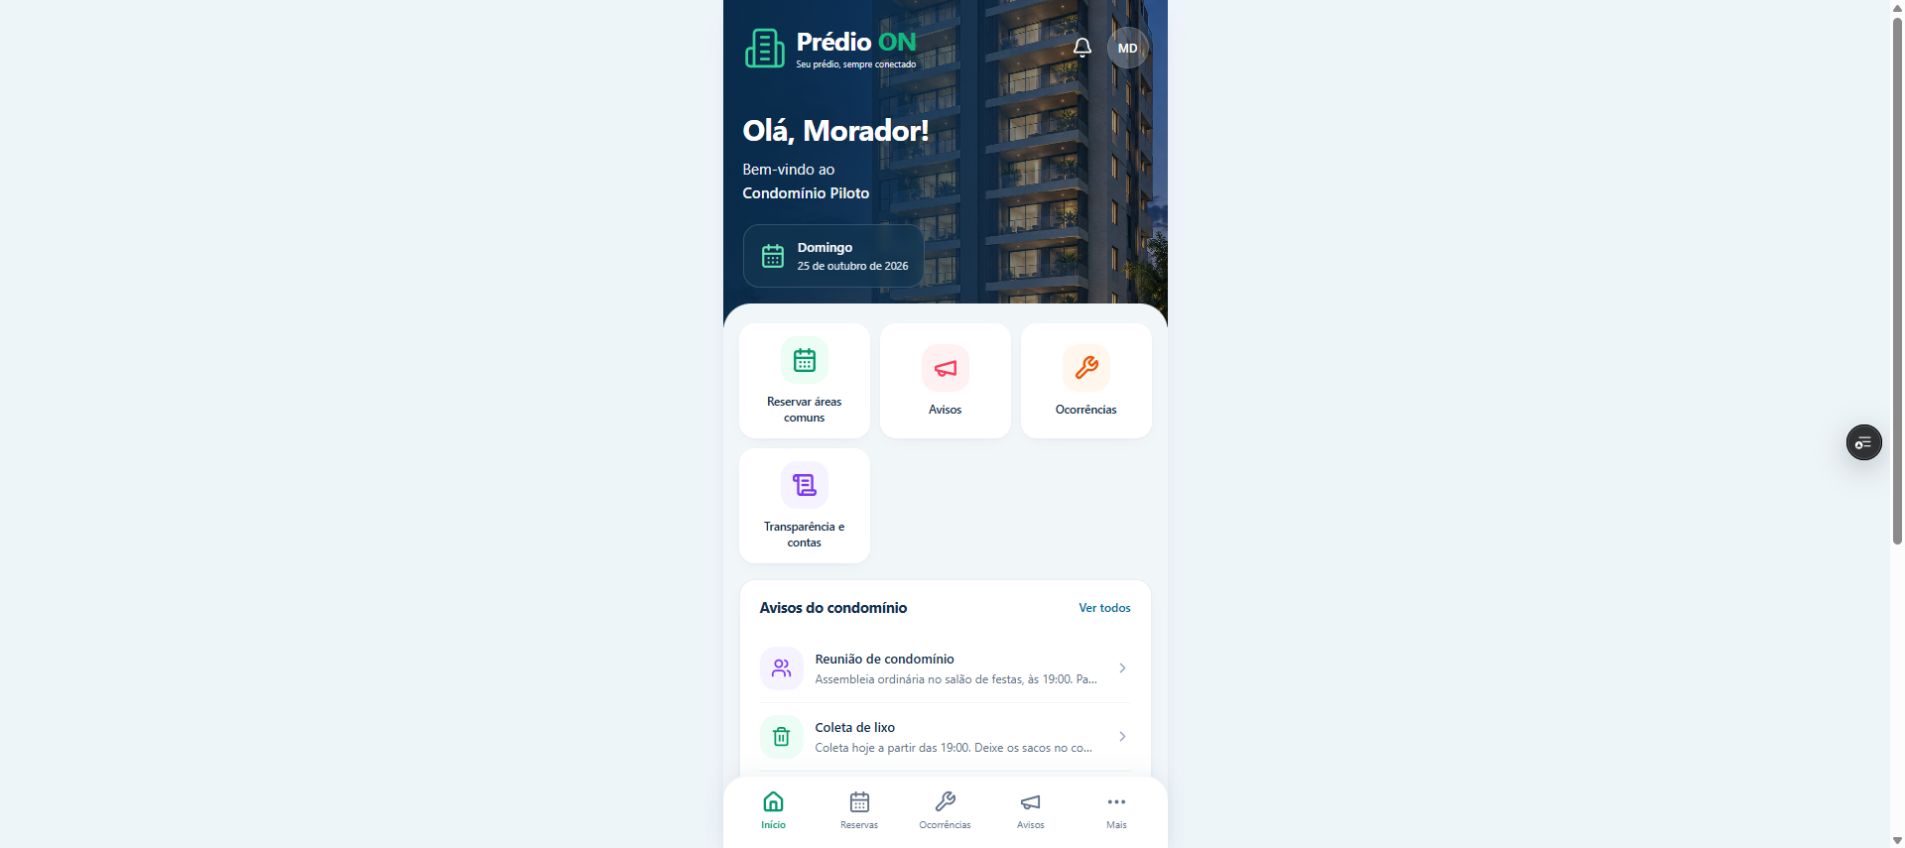 Prédio ON
Seu prédio, sempre conectado
MD
Olá, Morador!
Bem-vindo ao
Condomínio Piloto
Domingo
25 de outubro de 2026
Reservar áreas
comuns
Avisos
Ocorrências
Transparência e
contas
Avisos do condomínio
Ver todos
Reunião de condomínio
Assembleia ordinária no salão de festas, às 19:00. Pa...
Coleta de lixo
Coleta hoje a partir das 19:00. Deixe os sacos no co...
Início
Reservas
Ocorrências
Avisos
Mais